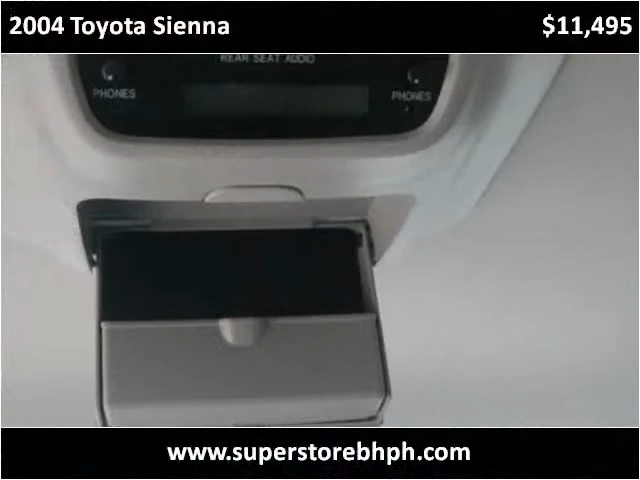 2004 Toyota Sienna $11,495
REAR SEAT AUDIO
PHONES PHONES
www.superstorebhph.com